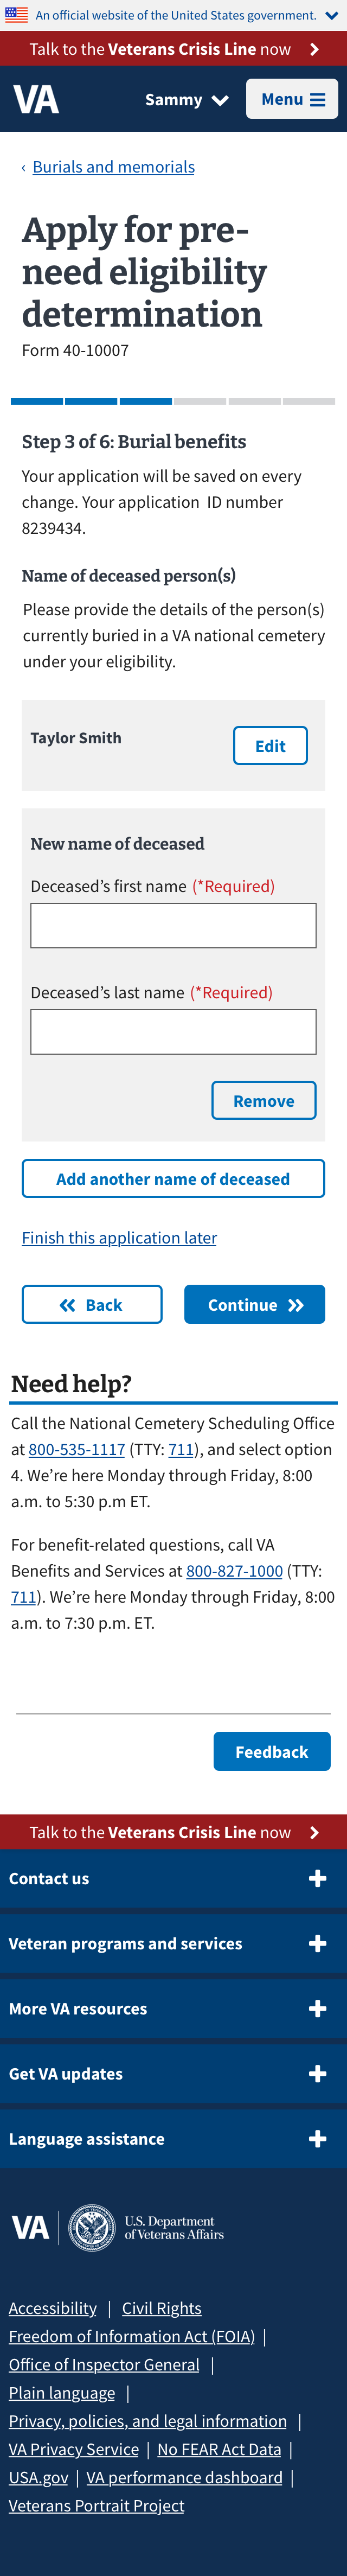 An official website of the United States government.
Talk to the Veterans Crisis Line now
VA
Sammy
Menu
‹ Burials and memorials
Apply for pre-
need eligibility
determination
Form 40-10007
Step 3 of 6: Burial benefits
Your application will be saved on every
change. Your application  ID number
8239434.
Name of deceased person(s)
Please provide the details of the person(s)
currently buried in a VA national cemetery
under your eligibility.
Taylor Smith
Edit
New name of deceased
Deceased’s first name (*Required)
Deceased’s last name (*Required)
Remove
Add another name of deceased
Finish this application later
Back
Continue
Need help?
Call the National Cemetery Scheduling Office
at 800-535-1117 (TTY: 711), and select option
4. We’re here Monday through Friday, 8:00
a.m. to 5:30 p.m ET.
For benefit-related questions, call VA
Benefits and Services at 800-827-1000 (TTY:
711). We’re here Monday through Friday, 8:00
a.m. to 7:30 p.m. ET.
Feedback
Talk to the Veterans Crisis Line now
Contact us
Veteran programs and services
More VA resources
Get VA updates
Language assistance
VA
U.S. Department
of Veterans Affairs
Accessibility | Civil Rights
Freedom of Information Act (FOIA) |
Office of Inspector General |
Plain language |
Privacy, policies, and legal information |
VA Privacy Service | No FEAR Act Data |
USA.gov | VA performance dashboard |
Veterans Portrait Project